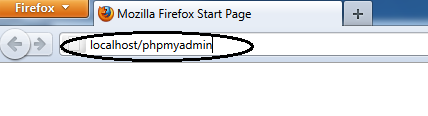 Firefox
Mozilla Firefox Start Page
localhost/phpmyadmin